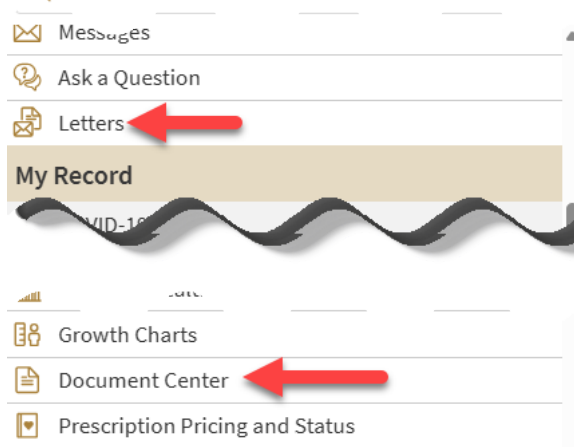 Messages
Ask a Question
Letters
My Record
Growth Charts
Document Center
Prescription Pricing and Status